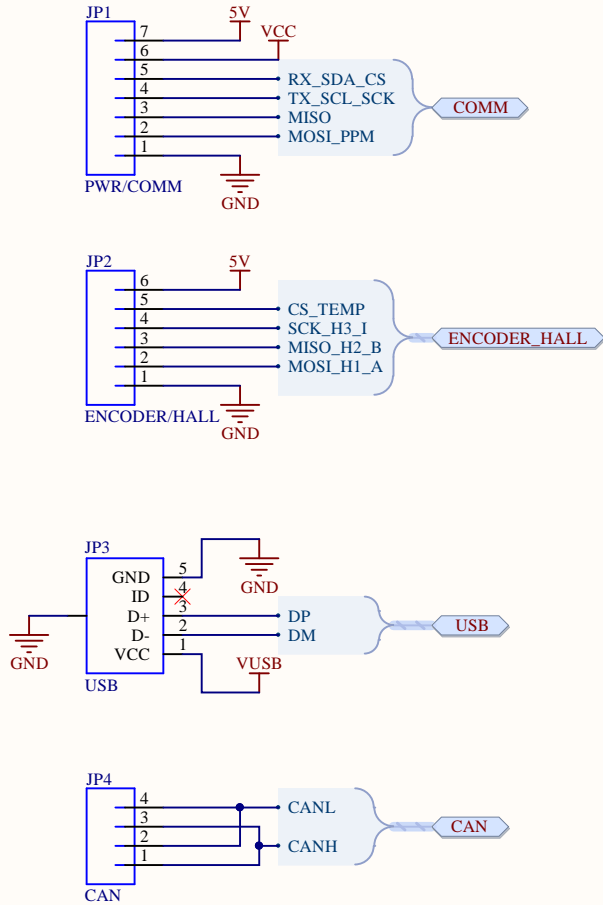 JP1
5V
7
VCC
6
5
RX_SDA_CS
4
TX_SCL_SCK
COMM
3
MISO
2
MOSI_PPM
1
PWR/COMM
GND
JP2
5V
6
5
CS_TEMP
4
SCK_H3_I
ENCODER_HALL
3
MISO_H2_B
2
MOSI_H1_A
1
ENCODER/HALL
GND
JP3
GND
5
GND
ID
4
D+
3
DP
USB
D-
2
DM
VCC
1
GND
VUSB
USB
JP4
4
CANL
3
CAN
2
CANH
1
CAN